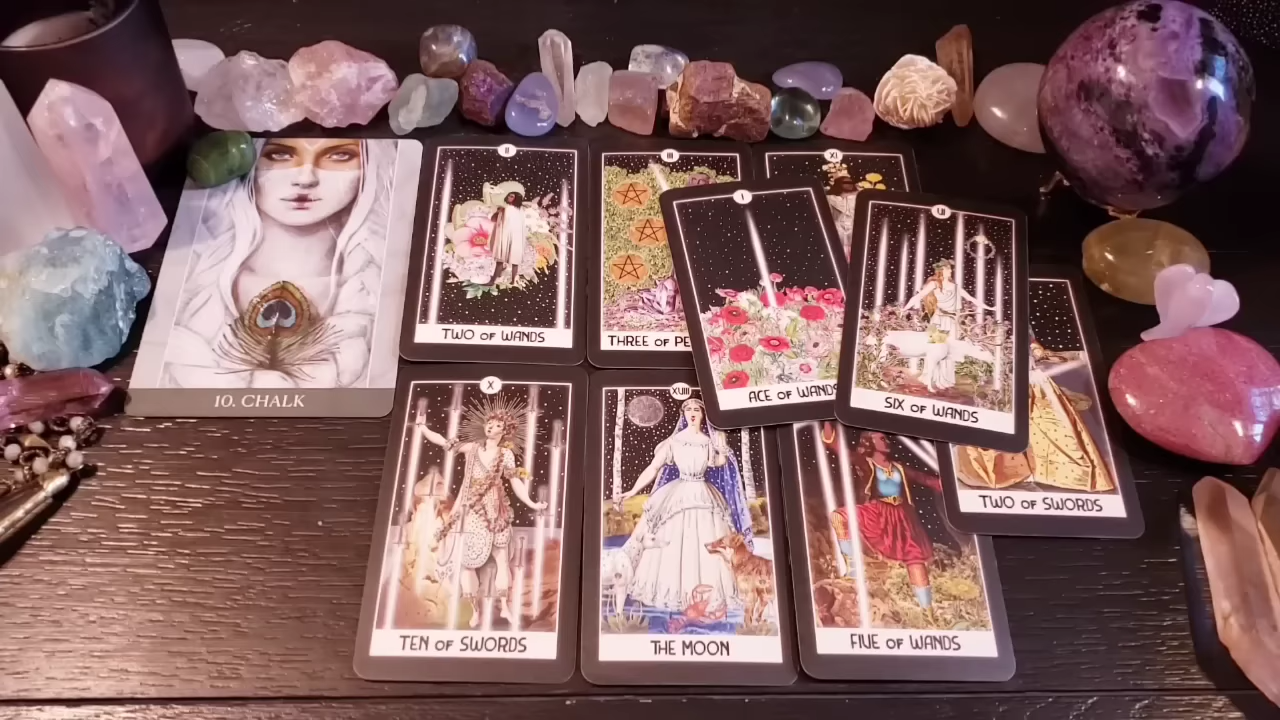 II
III
XI
I
VI
10. CHALK
TWO OF WANDS
THREE OF PE
ACE OF WANDS
SIX OF WANDS
X
XVIII
TWO OF SWORDS
TEN OF SWORDS
THE MOON
FIVE OF WANDS